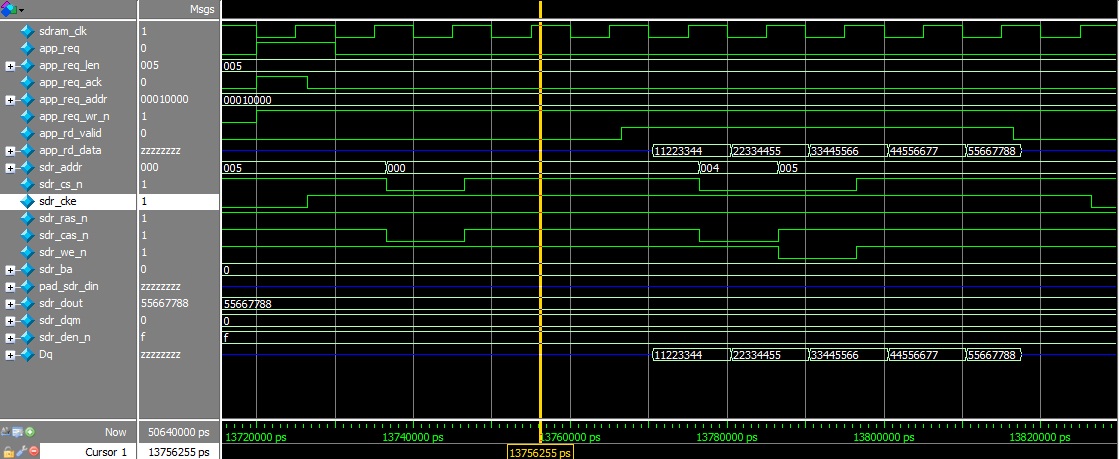 Msgs
sdram_clk 1
app_req 0
app_req_len 005 005
app_req_ack 0
app_req_addr 00010000 00010000
app_req_wr_n 1
app_rd_valid 0
app_rd_data zzzzzzzz 11223344 22334455 33445566 44556677 55667788
sdr_addr 000 005 000 004 005
sdr_cs_n 1
sdr_cke 1
sdr_ras_n 1
sdr_cas_n 1
sdr_we_n 1
sdr_ba 0 0
pad_sdr_din zzzzzzzz
sdr_dout 55667788 55667788
sdr_dqm 0 0
sdr_den_n f f
Dq zzzzzzzz 11223344 22334455 33445566 44556677 55667788
Now 50640000 ps 13720000 ps 13740000 ps 13760000 ps 13780000 ps 13800000 ps 13820000 ps
Cursor 1 13756255 ps 13756255 ps